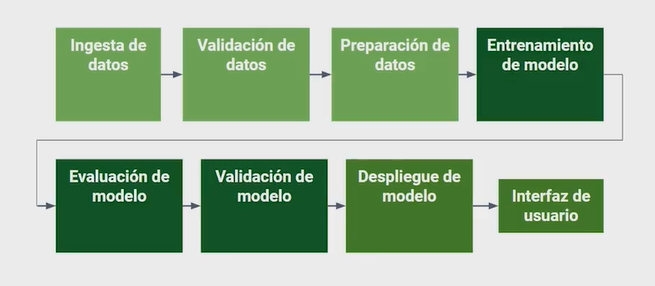 Ingesta de
datos
Validación de
datos
Preparación de
datos
Entrenamiento
de modelo
Evaluación de
modelo
Validación de
modelo
Despliegue de
modelo
Interfaz de
usuario